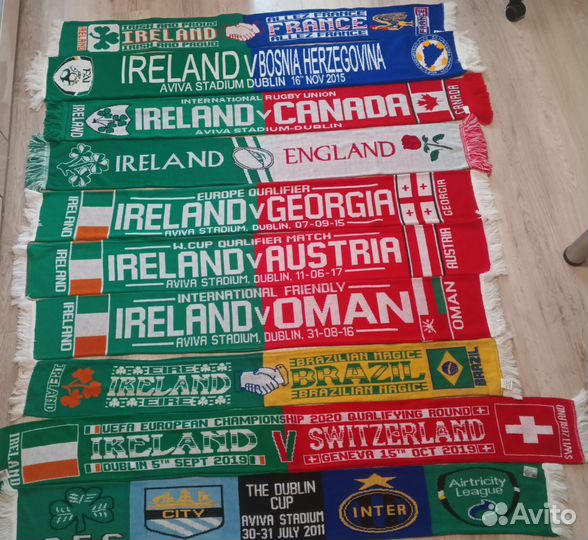 IRISH AND PROUD
IRELAND
IRISH AND PROUD
ALLEZ FRANCE
FRANCE
ALLEZ FRANCE
FRANCE
IRELAND V BOSNIA HERZEGOVINA
AVIVA STADIUM DUBLIN 16TH NOV 2015
IRELAND
INTERNATIONAL RUGBY UNION
IRELAND V CANADA
AVIVA STADIUM-DUBLIN
CANADA
IRELAND
ENGLAND
IRELAND
EUROPE QUALIFIER
IRELAND V GEORGIA
AVIVA STADIUM, DUBLIN, 07-09-15
GEORGIA
IRELAND
W.CUP QUALIFIER MATCH
IRELAND V AUSTRIA
AVIVA STADIUM, DUBLIN, 11-06-17
AUSTRIA
IRELAND
INTERNATIONAL FRIENDLY
IRELAND V OMAN
AVIVA STADIUM, DUBLIN, 31-08-16
OMAN
IRELAND
EIRE
IRELAND
EIRE
BRAZILIAN MAGIC
BRAZIL
BRAZILIAN MAGIC
BRAZIL
IRELAND
UEFA EUROPEAN CHAMPIONSHIP 2020 QUALIFYING ROUND
IRELAND V SWITZERLAND
DUBLIN 5TH SEPT 2019
GENEVA 15TH OCT 2019
SWITZERLAND
CITY
THE DUBLIN
CUP
AVIVA STADIUM
30-31 JULY 2011
INTER
Airtricity
League
Avito